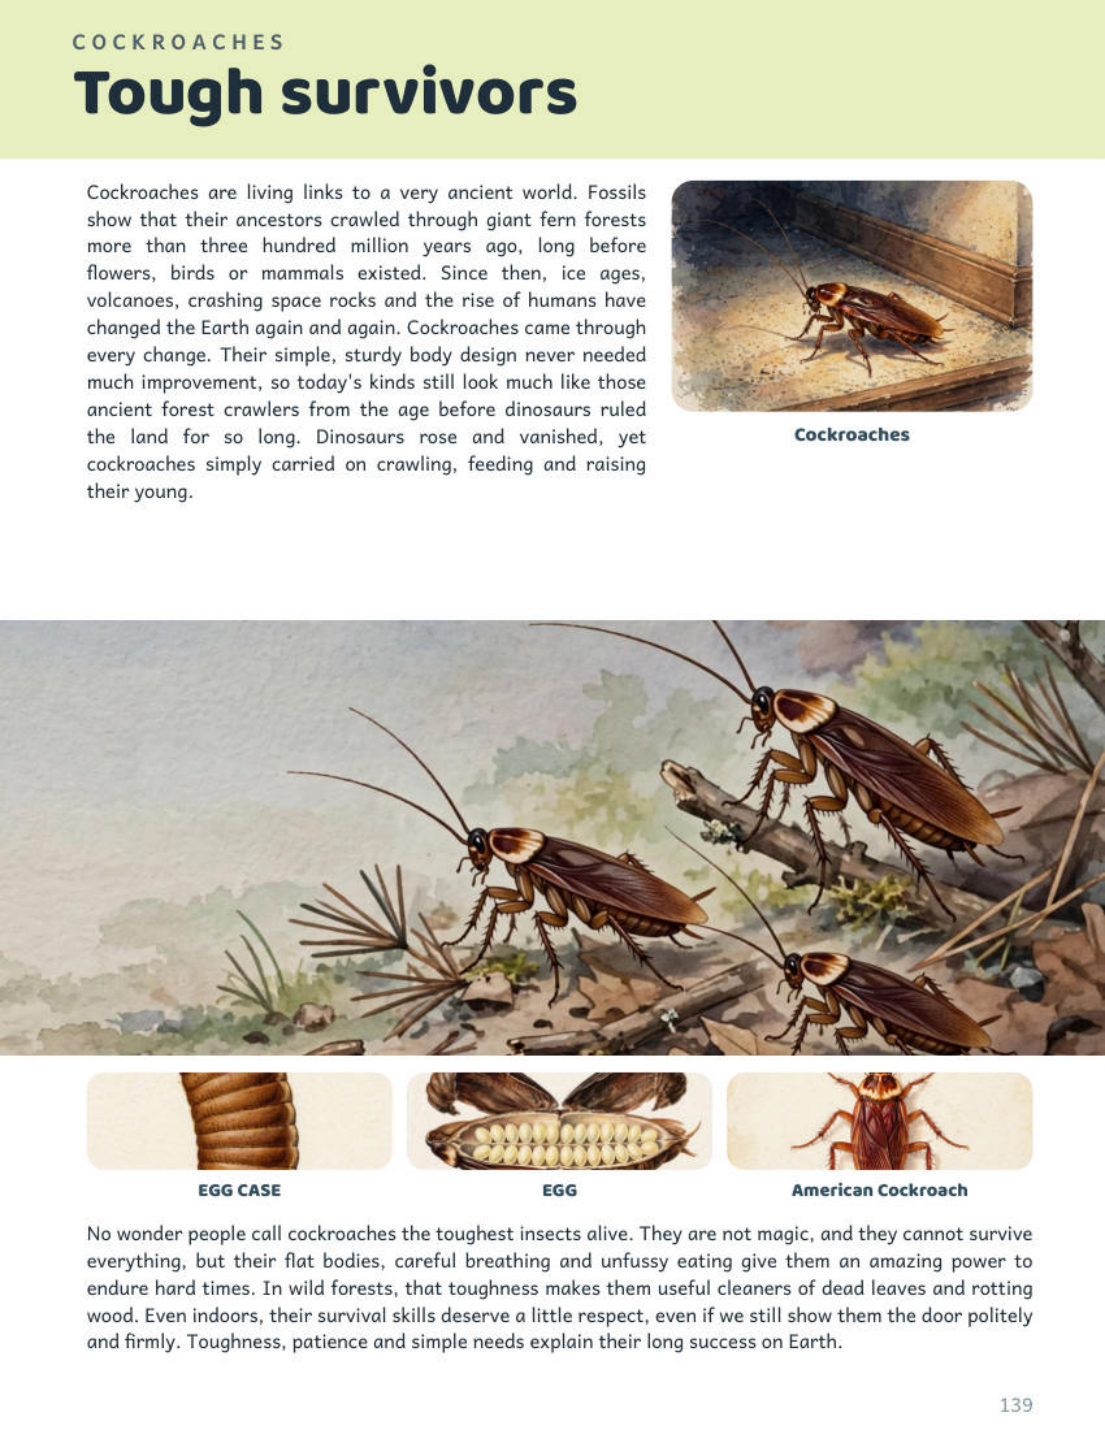 COCKROACHES
Tough survivors
Cockroaches are living links to a very ancient world. Fossils
show that their ancestors crawled through giant fern forests
more than three hundred million years ago, long before
flowers, birds or mammals existed. Since then, ice ages,
volcanoes, crashing space rocks and the rise of humans have
changed the Earth again and again. Cockroaches came through
every change. Their simple, sturdy body design never needed
much improvement, so today's kinds still look much like those
ancient forest crawlers from the age before dinosaurs ruled
the land for so long. Dinosaurs rose and vanished, yet
cockroaches simply carried on crawling, feeding and raising
their young.
Cockroaches
EGG CASE
EGG
American Cockroach
No wonder people call cockroaches the toughest insects alive. They are not magic, and they cannot survive
everything, but their flat bodies, careful breathing and unfussy eating give them an amazing power to
endure hard times. In wild forests, that toughness makes them useful cleaners of dead leaves and rotting
wood. Even indoors, their survival skills deserve a little respect, even if we still show them the door politely
and firmly. Toughness, patience and simple needs explain their long success on Earth.
139